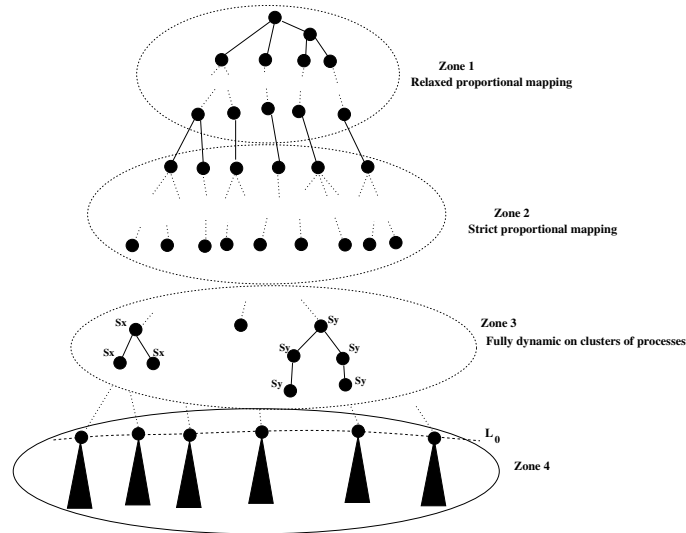 Zone 1
Relaxed proportional mapping
Zone 2
Strict proportional mapping
Zone 3
Fully dynamic on clusters of processes
Sx
Sx
Sx
Sy
Sy
Sy
Sy
Sy
L0
Zone 4